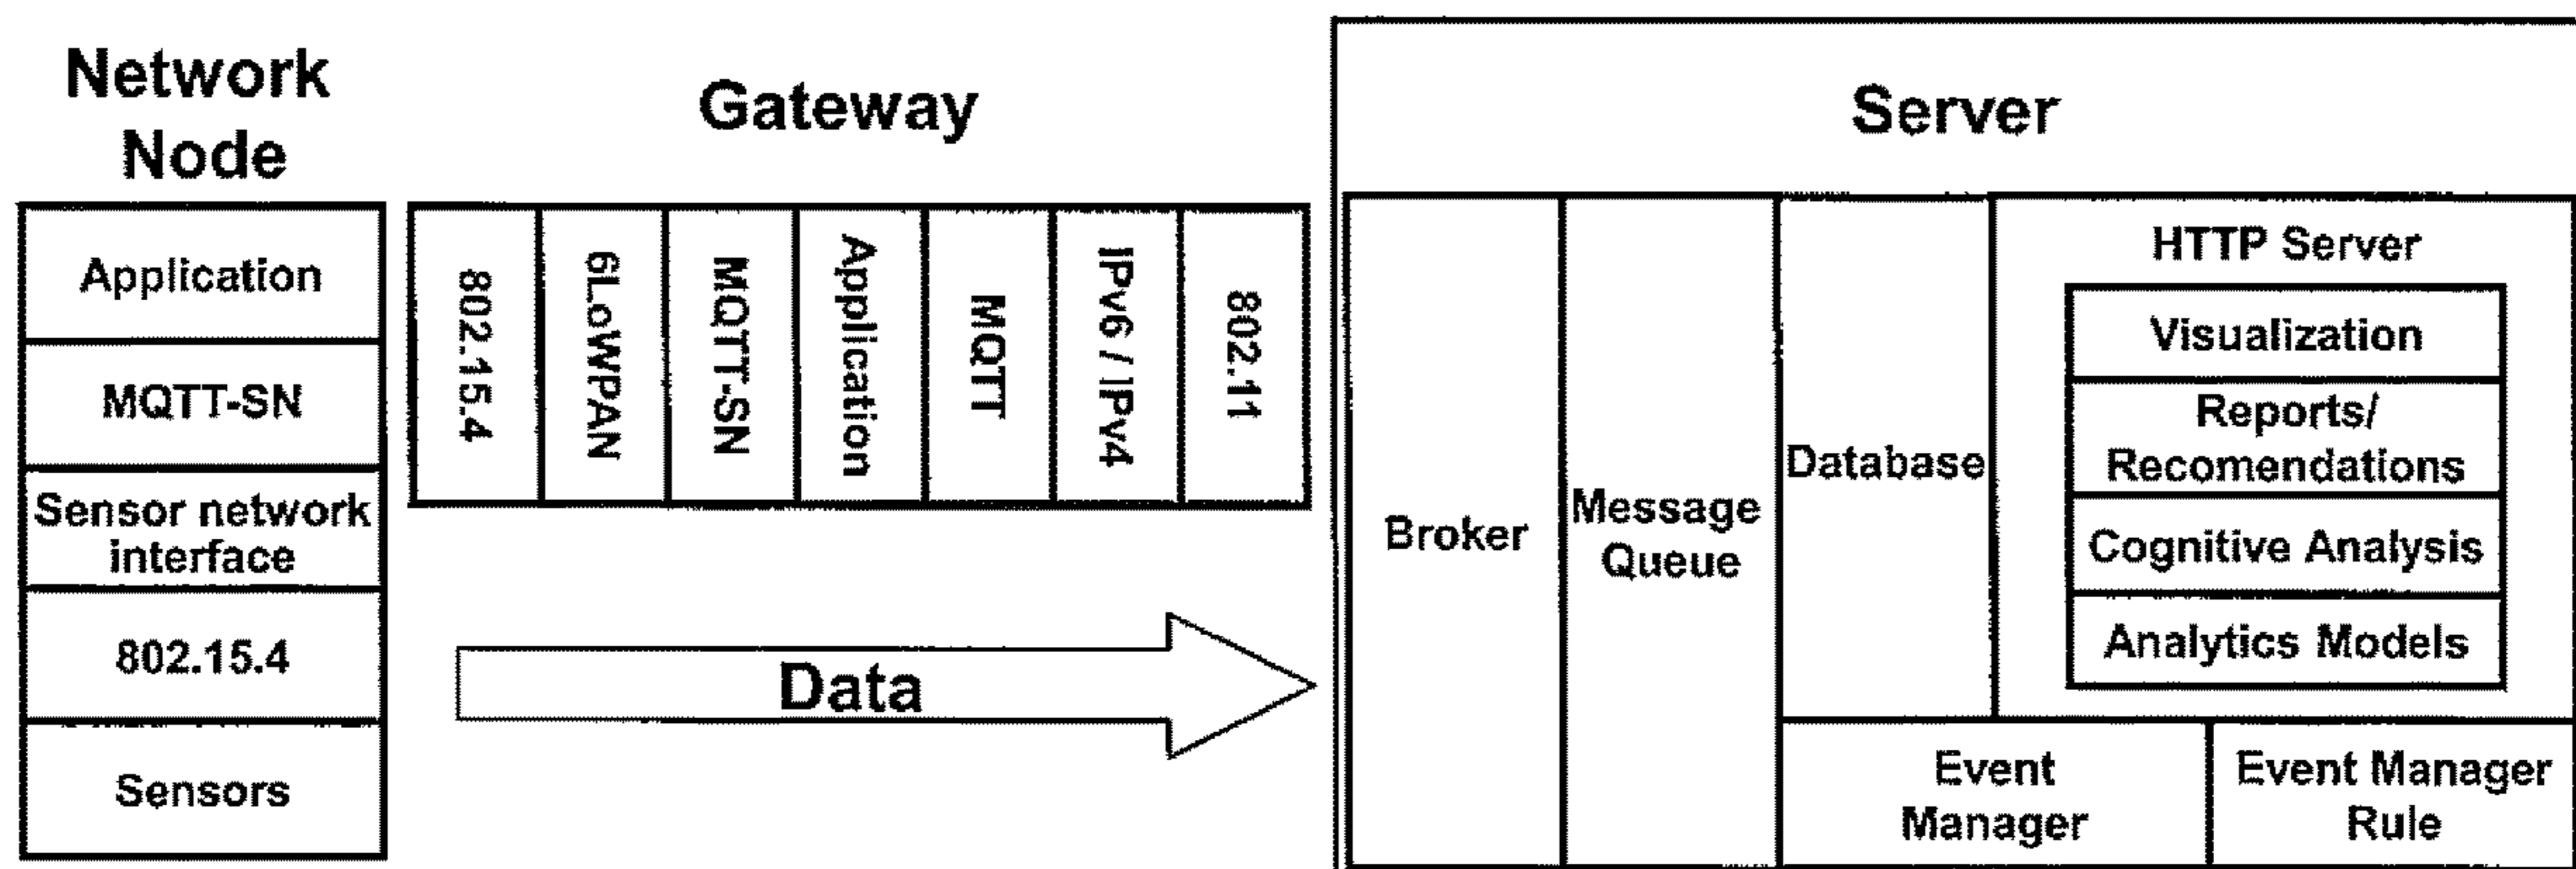 Network
Node
Application
MQTT-SN
Sensor network
interface
802.15.4
Sensors
Gateway
802.15.4
6LoWPAN
MQTT-SN
Application
MQTT
IPv6 / IPv4
802.11
Data
Server
Broker
Message
Queue
Database
HTTP Server
Visualization
Reports/
Recomendations
Cognitive Analysis
Analytics Models
Event
Manager
Event Manager
Rule